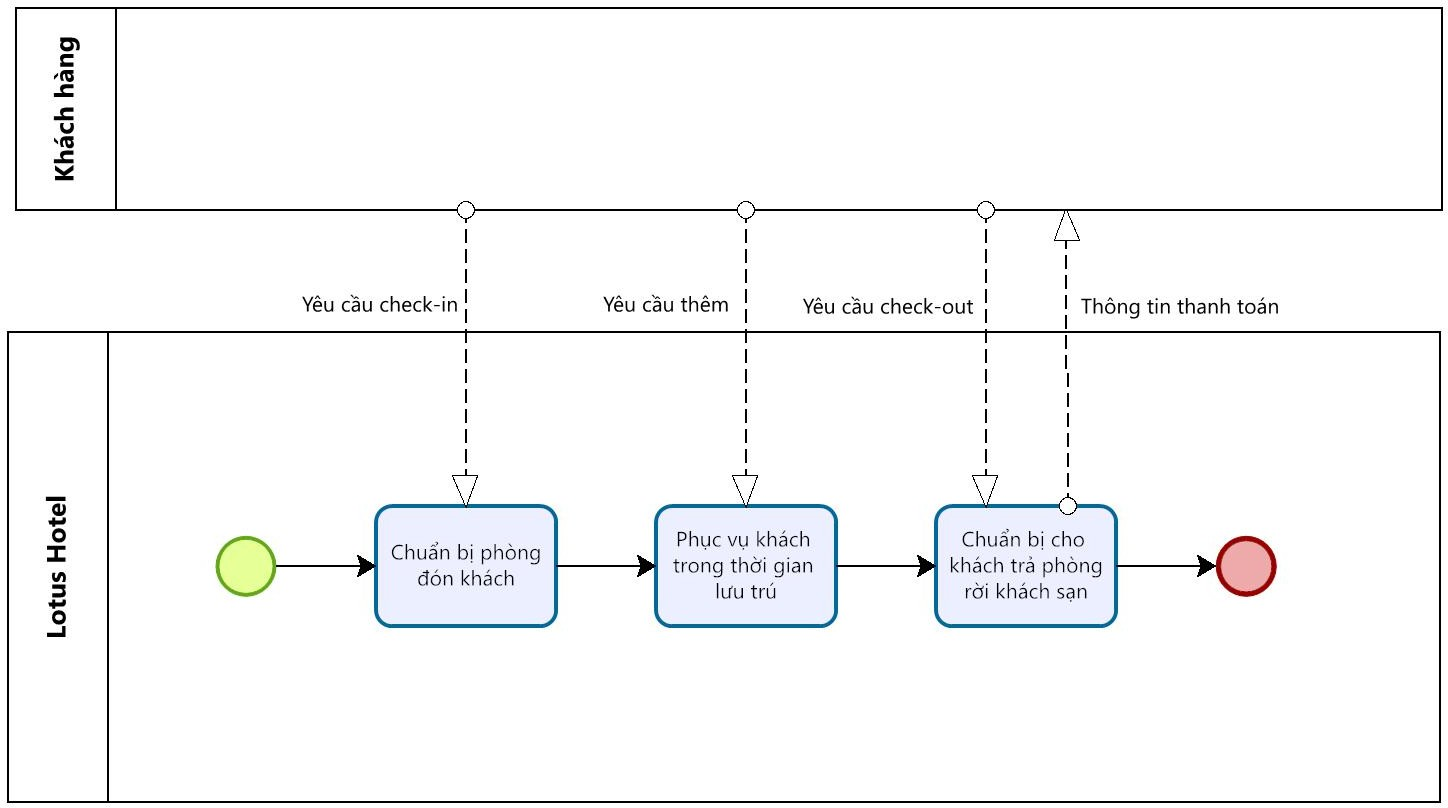 Khách hàng
Yêu cầu check-in
Yêu cầu thêm
Yêu cầu check-out
Thông tin thanh toán
Lotus Hotel
Chuẩn bị phòng
đón khách
Phục vụ khách
trong thời gian
lưu trú
Chuẩn bị cho
khách trả phòng
rời khách sạn